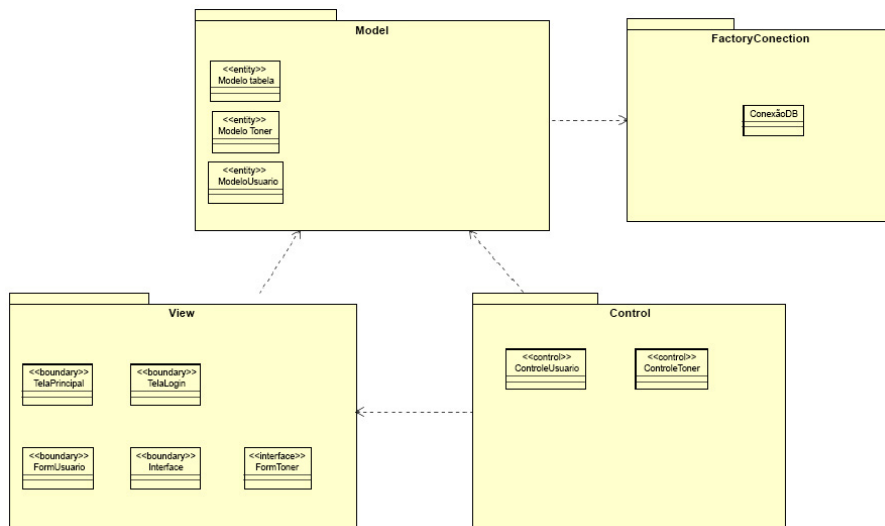 Model
<<entity>>
Modelo tabela
<<entity>>
Modelo Toner
<<entity>>
ModeloUsuario
FactoryConection
ConexãoDB
View
<<boundary>>
TelaPrincipal
<<boundary>>
TelaLogin
<<boundary>>
FormUsuario
<<boundary>>
Interface
<<interface>>
FormToner
Control
<<control>>
ControleUsuario
<<control>>
ControleToner